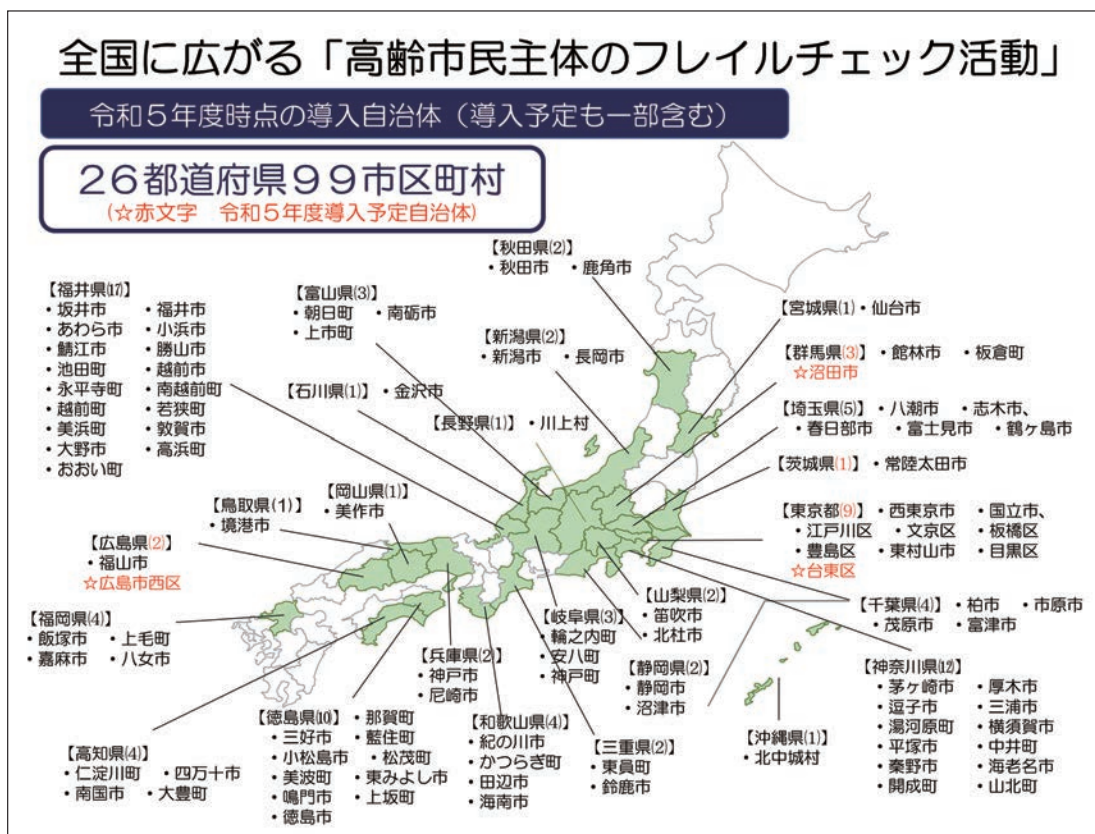 全国に広がる「高齢市民主体のフレイルチェック活動」
令和5年度時点の導入自治体（導入予定も一部含む）
26都道府県99市区町村
(☆赤文字　令和5年度導入予定自治体)
【秋田県(2)】
・秋田市　・鹿角市
【宮城県(1)】・仙台市
【福井県(17)】
・坂井市　・福井市
・あわら市　・小浜市
・鯖江市　・勝山市
・池田町　・越前市
・永平寺町　・南越前町
・越前町　・若狭町
・美浜町　・敦賀市
・大野市　・高浜町
・おおい町
【富山県(3)】
・朝日町　・南砺市
・上市町
【新潟県(2)】
・新潟市　・長岡市
【群馬県(3)】・館林市　・板倉町
☆沼田市
【石川県(1)】・金沢市
【長野県(1)】・川上村
【埼玉県(5)】・八潮市　・志木市、
・春日部市　・富士見市　・鶴ヶ島市
【茨城県(1)】・常陸太田市
【鳥取県(1)】
・境港市
【岡山県(1)】
・美作市
【広島県(2)】
・福山市
☆広島市西区
【東京都(9)】・西東京市　・国立市、
・江戸川区　・文京区　・板橋区
・豊島区　・東村山市　・目黒区
☆台東区
【福岡県(4)】
・飯塚市　・上毛町
・嘉麻市　・八女市
【兵庫県(2)】
・神戸市
・尼崎市
【岐阜県(3)】
・輪之内町
・安八町
・神戸町
【山梨県(2)】
・笛吹市
・北杜市
【静岡県(2)】
・静岡市
・沼津市
【千葉県(4)】・柏市　・市原市
・茂原市　・富津市
【神奈川県(12)】
・茅ヶ崎市　・厚木市
・逗子市　・三浦市
・湯河原町　・横須賀市
・平塚市　・中井町
・秦野市　・海老名市
・開成町　・山北町
【高知県(4)】
・仁淀川町　・四万十市
・南国市　・大豊町
【徳島県(10)】・那賀町
・三好市　・藍住町
・小松島市　・松茂町
・美波町　・東みよし市
・鳴門市　・上坂町
・徳島市
【和歌山県(4)】
・紀の川市
・かつらぎ町
・田辺市
・海南市
【三重県(2)】
・東員町
・鈴鹿市
【沖縄県(1)】
・北中城村